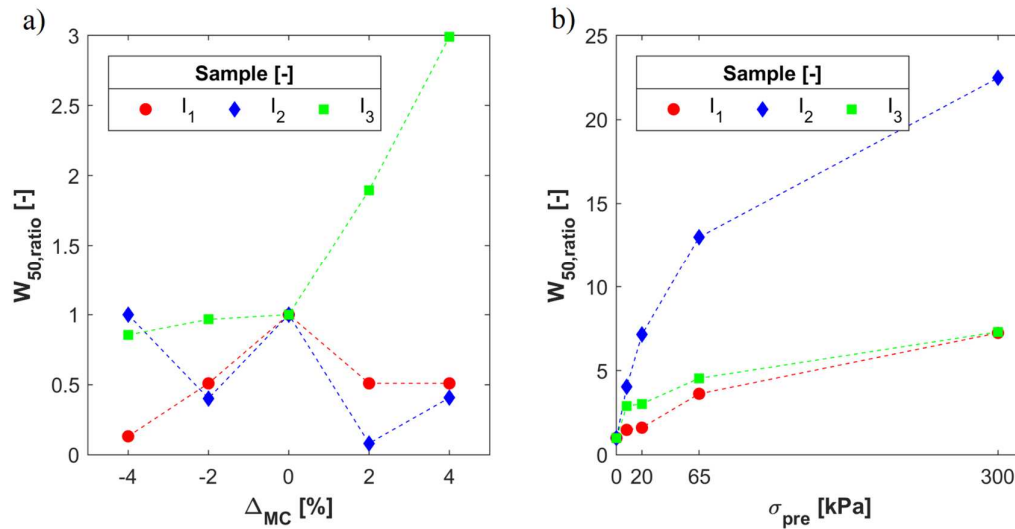 a)
3
2.5
2
1.5
1
0.5
0
W50,ratio [-]
Sample [-]
I1 I2 I3
-4 -2 0 2 4
ΔMC [%]
b)
25
20
15
10
5
0
W50,ratio [-]
Sample [-]
I1 I2 I3
0 20 65 300
σpre [kPa]